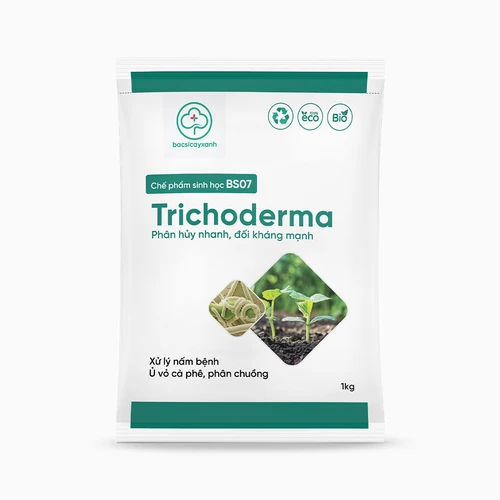 bacsicayxanh
eco
Bio
Chế phẩm sinh học BS07
Trichoderma
Phân hủy nhanh, đối kháng mạnh
Xử lý nấm bệnh
Ủ vỏ cà phê, phân chuồng
1kg